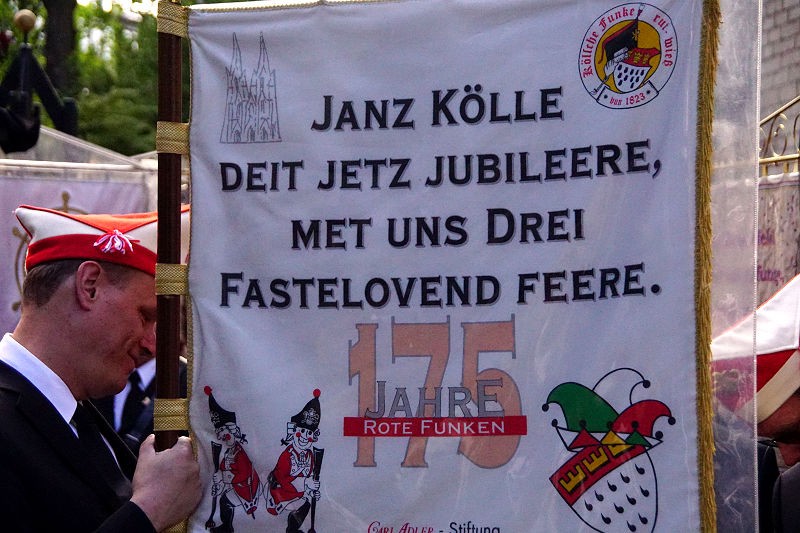 Kölsche Funke rut-wieß
von 1823
JANZ KÖLLE
DEIT JETZ JUBILEERE,
MET UNS DREI
FASTELOVEND FEERE.
175
JAHRE
ROTE FUNKEN
CARL ADLER - Stiftung